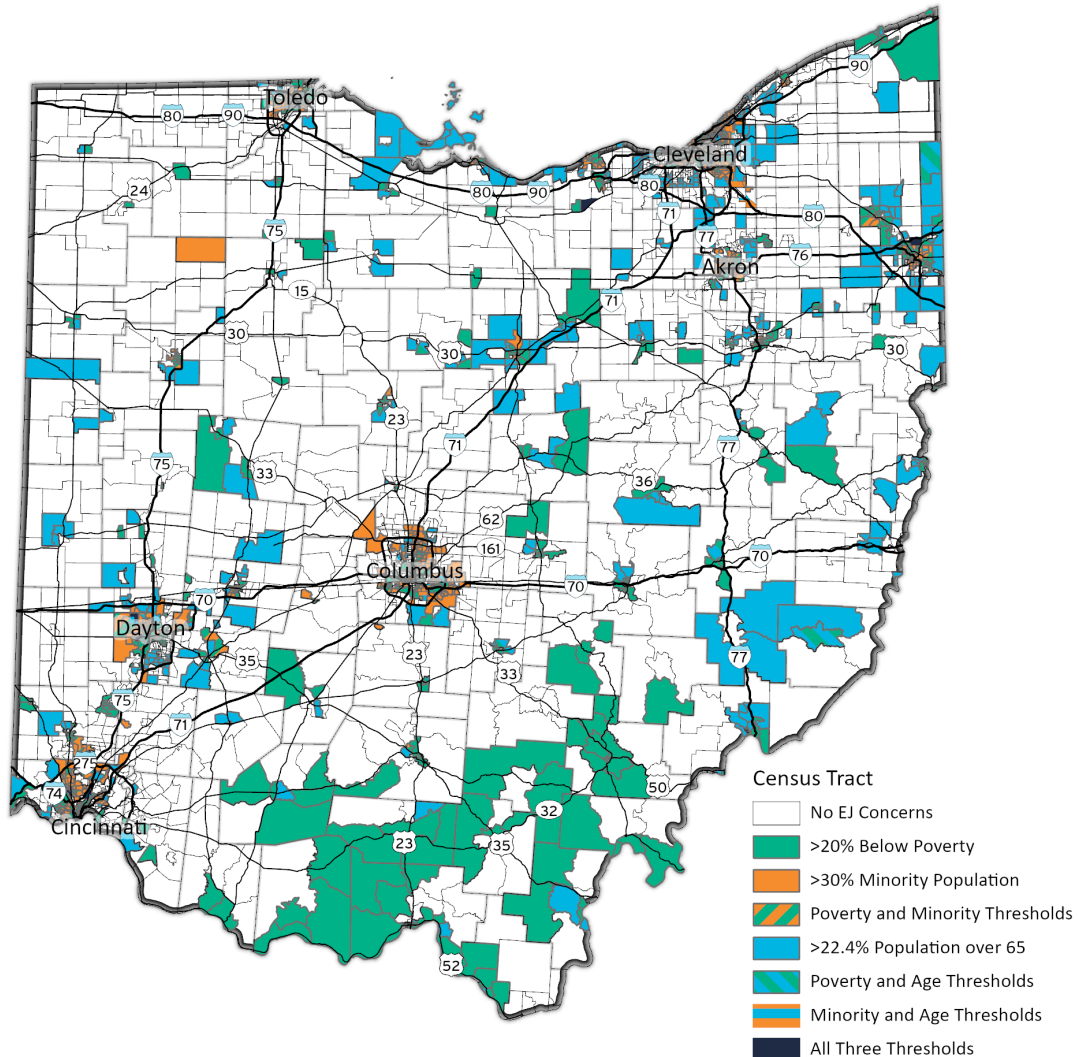 90
80
Toledo
80
90
Cleveland
24
80
90
80
71
80
75
77
76
Akron
15
71
30
30
30
23
71
77
75
33
36
62
161
70
Columbus
70
70
Dayton
35
23
33
77
75
71
275
50
74
32
Cincinnati
23
35
52
Census Tract
No EJ Concerns
>20% Below Poverty
>30% Minority Population
Poverty and Minority Thresholds
>22.4% Population over 65
Poverty and Age Thresholds
Minority and Age Thresholds
All Three Thresholds